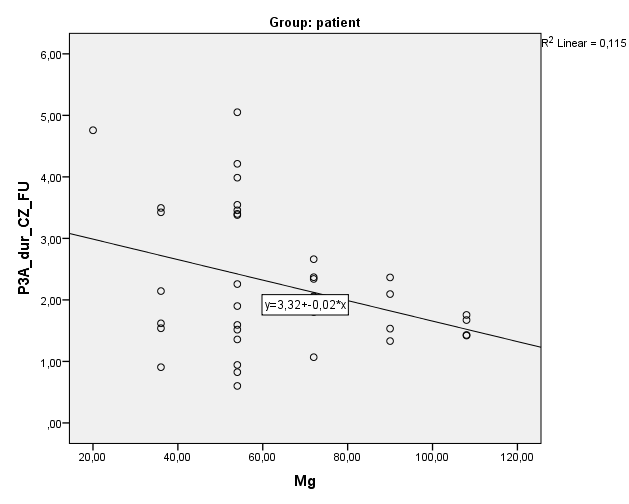 Group: patient
R2 Linear = 0,115
6,00
5,00
4,00
3,00
2,00
1,00
,00
P3A_dur_CZ_FU
y=3,32+-0,02*x
20,00 40,00 60,00 80,00 100,00 120,00
Mg